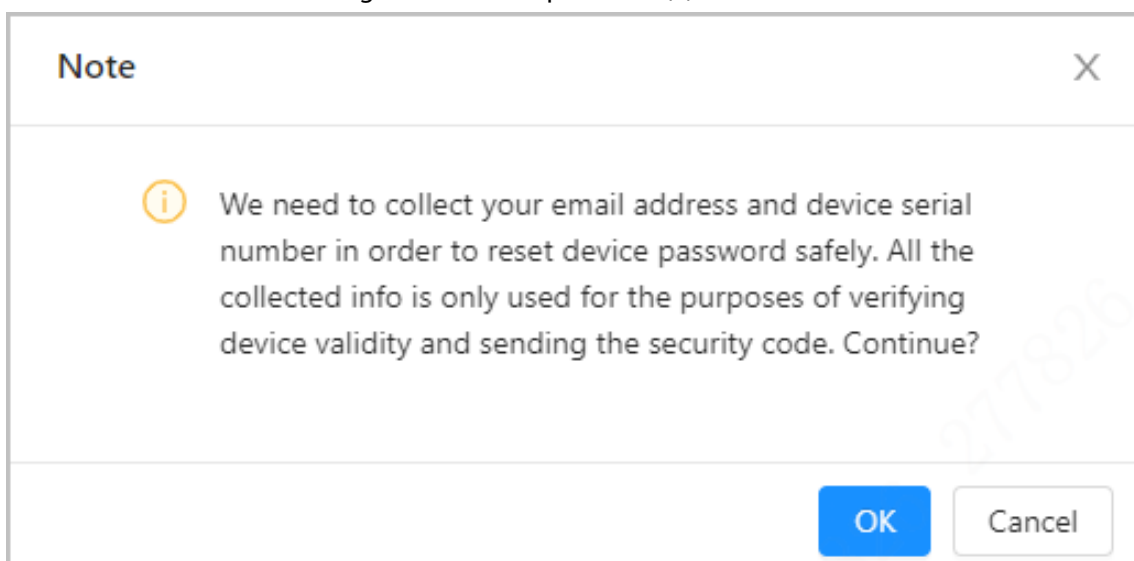 Note
X
We need to collect your email address and device serial
number in order to reset device password safely. All the
collected info is only used for the purposes of verifying
device validity and sending the security code. Continue?
277826
OK
Cancel